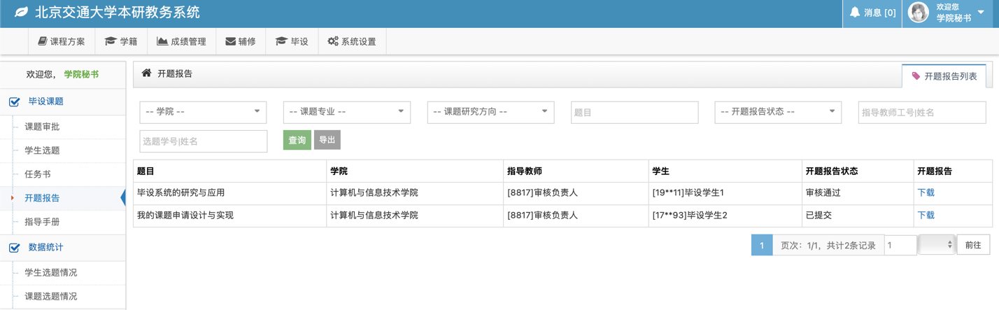 北京交通大学本研教务系统
消息 [0]
欢迎您
学院秘书
课程方案
学籍
成绩管理
辅修
毕设
系统设置
欢迎您， 学院秘书
毕设课题
课题审批
学生选题
任务书
开题报告
指导手册
数据统计
学生选题情况
课题选题情况
开题报告
开题报告列表
-- 学院 --
-- 课题专业 --
-- 课题研究方向 --
题目
-- 开题报告状态 --
指导教师工号|姓名
选题学号|姓名
查询
导出
题目 学院 指导教师 学生 开题报告状态 开题报告
毕设系统的研究与应用 计算机与信息技术学院 [8817]审核负责人 [19**11]毕设学生1 审核通过 下载
我的课题申请设计与实现 计算机与信息技术学院 [8817]审核负责人 [17**93]毕设学生2 已提交 下载
1 页次：1/1，共计2条记录 1 前往